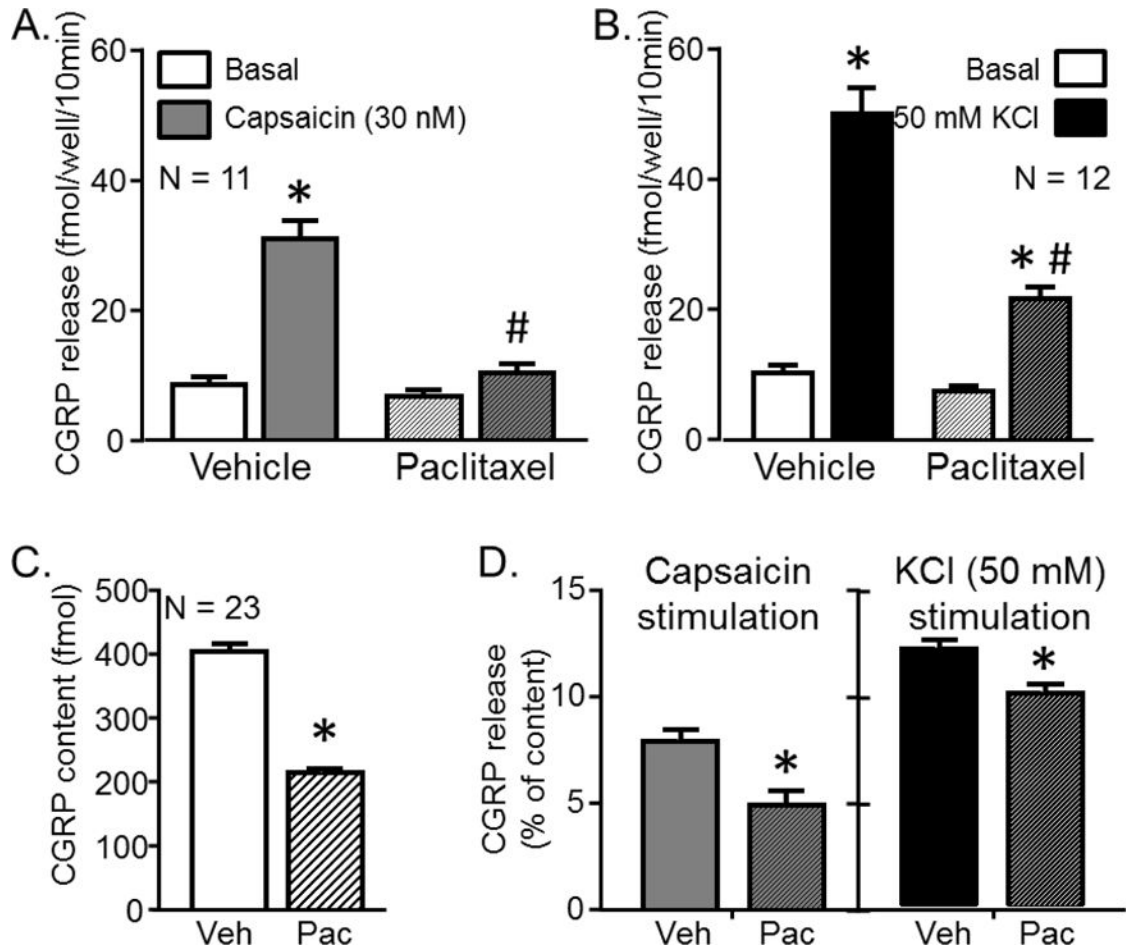 A.
CGRP release (fmol/well/10min)
60
40
20
0
Basal
Capsaicin (30 nM)
N = 11
*
#
Vehicle
Paclitaxel
B.
CGRP release (fmol/well/10min)
60
40
20
0
Basal
50 mM KCl
N = 12
*
* #
Vehicle
Paclitaxel
C.
CGRP content (fmol)
500
400
300
200
100
0
N = 23
*
Veh
Pac
D.
CGRP release
(% of content)
15
10
5
0
Capsaicin
stimulation
*
Veh
Pac
KCl (50 mM)
stimulation
*
Veh
Pac